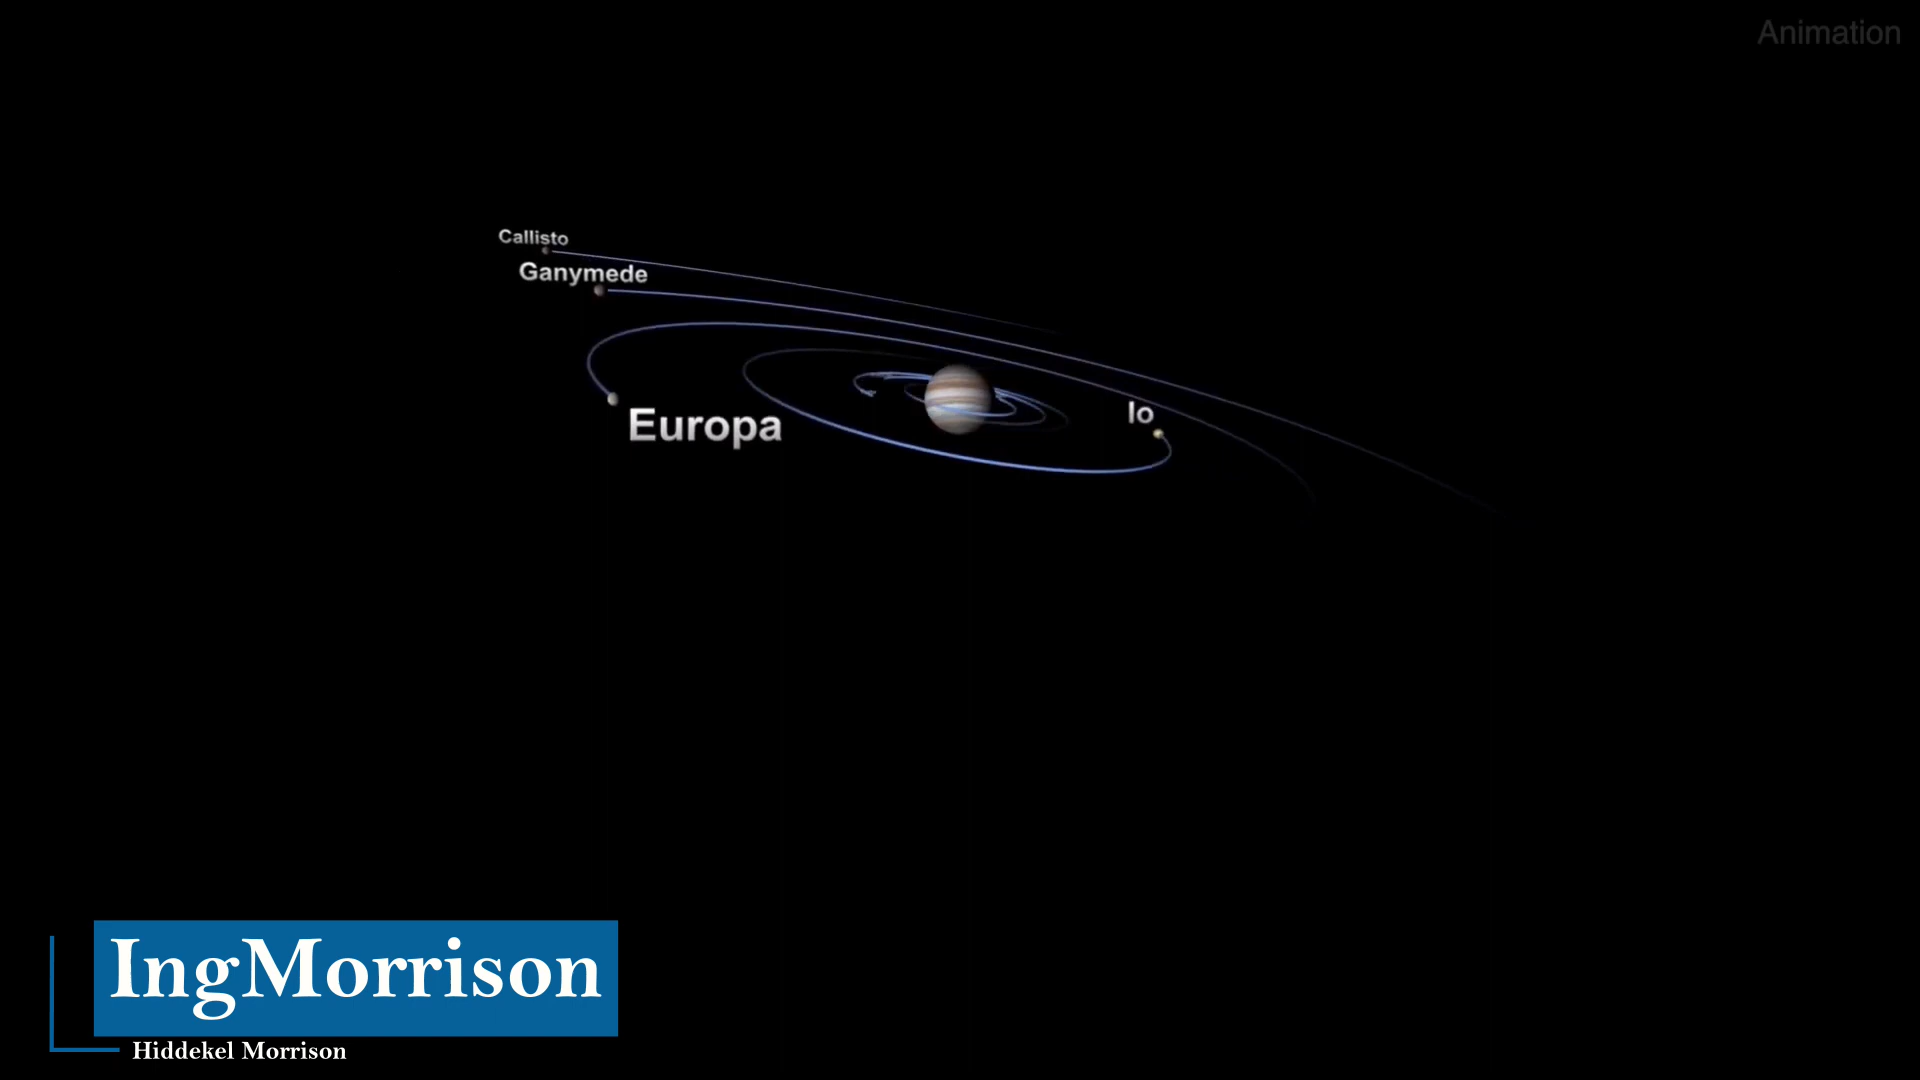 Animation
Callisto
Ganymede
Io
Europa
IngMorrison
Hiddekel Morrison